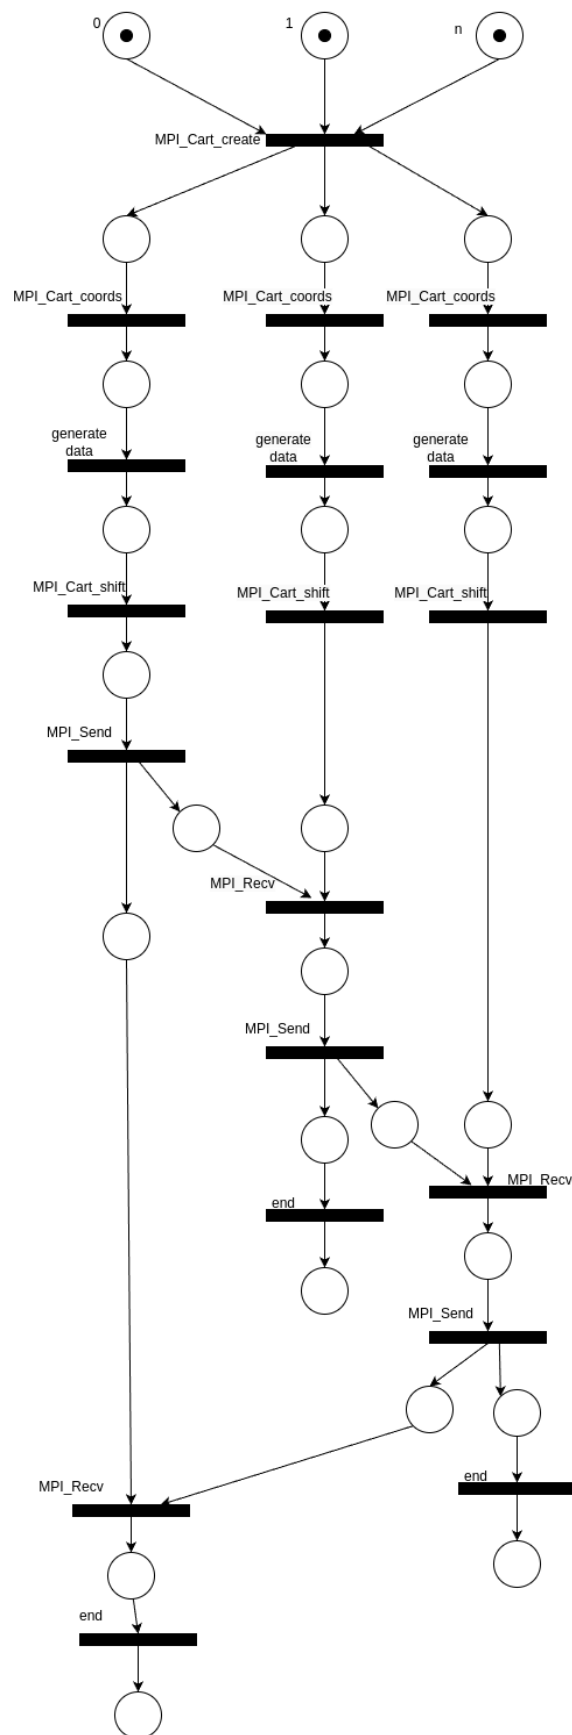 0
1
n
MPI_Cart_create
MPI_Cart_coords
MPI_Cart_coords
MPI_Cart_coords
generate
data
generate
data
generate
data
MPI_Cart_shift
MPI_Cart_shift
MPI_Cart_shift
MPI_Send
MPI_Recv
MPI_Send
MPI_Recv
end
MPI_Send
end
MPI_Recv
end